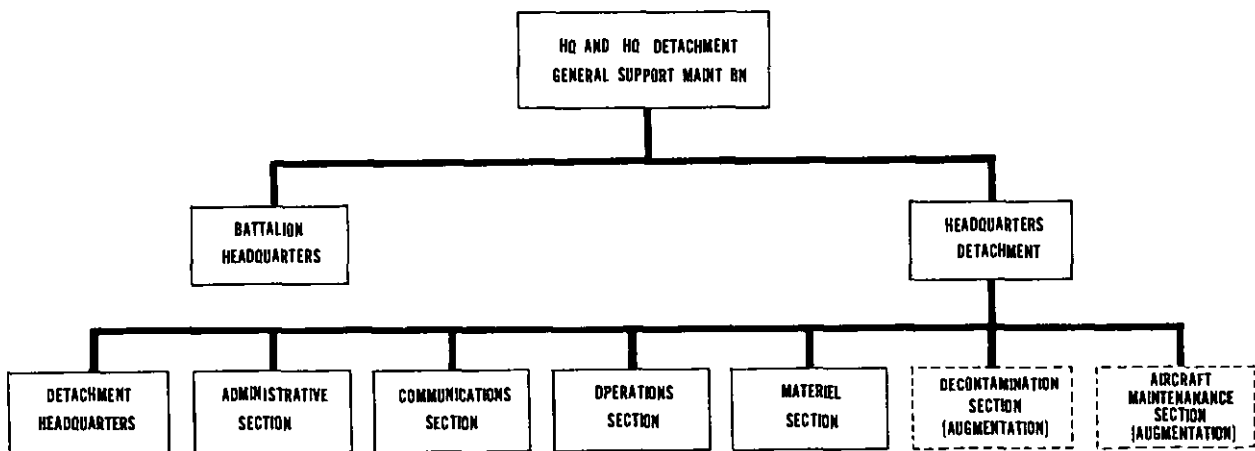 HQ AND HQ DETACHMENT
GENERAL SUPPORT MAINT BN
BATTALION
HEADQUARTERS
HEADQUARTERS
DETACHMENT
DETACHMENT
HEADQUARTERS
ADMINISTRATIVE
SECTION
COMMUNICATIONS
SECTION
OPERATIONS
SECTION
MATERIEL
SECTION
DECONTAMINATION
SECTION
(AUGMENTATION)
AIRCRAFT
MAINTENAKANCE
SECTION
(AUGMENTATION)